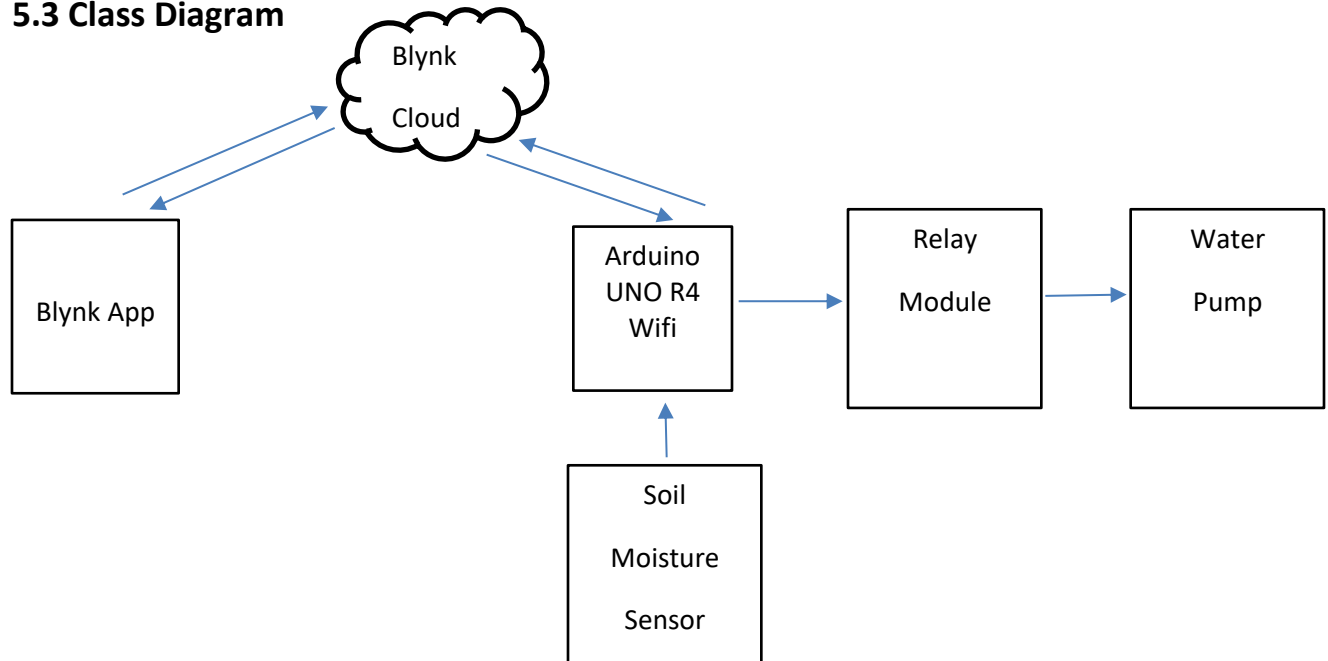 5.3 Class Diagram
Blynk
Cloud
Blynk App
Arduino
UNO R4
Wifi
Relay
Module
Water
Pump
Soil
Moisture
Sensor